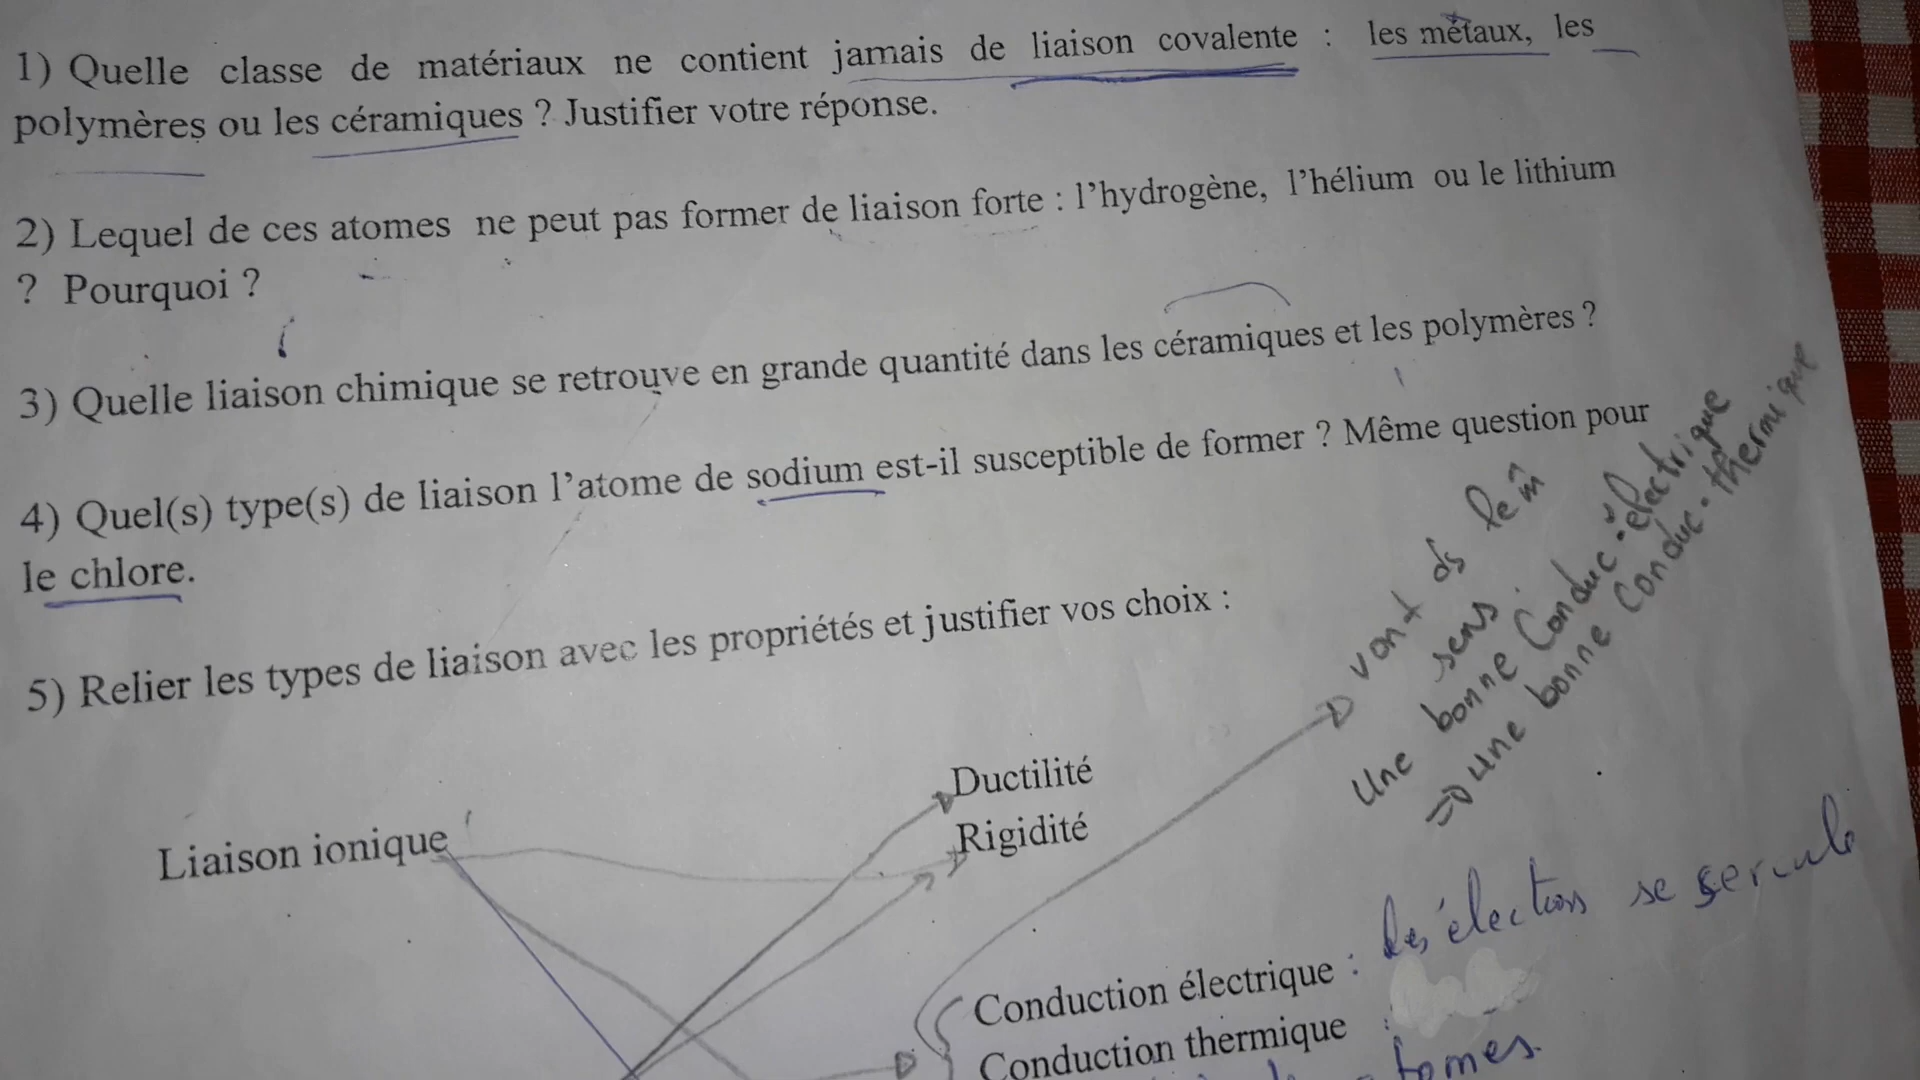 1) Quelle classe de matériaux ne contient jamais de liaison covalente : les métaux, les
polymères ou les céramiques ? Justifier votre réponse.
2) Lequel de ces atomes ne peut pas former de liaison forte : l'hydrogène, l'hélium ou le lithium
? Pourquoi ?
3) Quelle liaison chimique se retrouve en grande quantité dans les céramiques et les polymères ?
4) Quel(s) type(s) de liaison l'atome de sodium est-il susceptible de former ? Même question pour
le chlore.
5) Relier les types de liaison avec les propriétés et justifier vos choix :
vont ds le m̂
sens.
Une bonne Conduc. électrique
=> Une bonne Conduc. thermique
Ductilité
Liaison ionique
Rigidité
Conduction électrique : les électrons se
Conduction thermique :